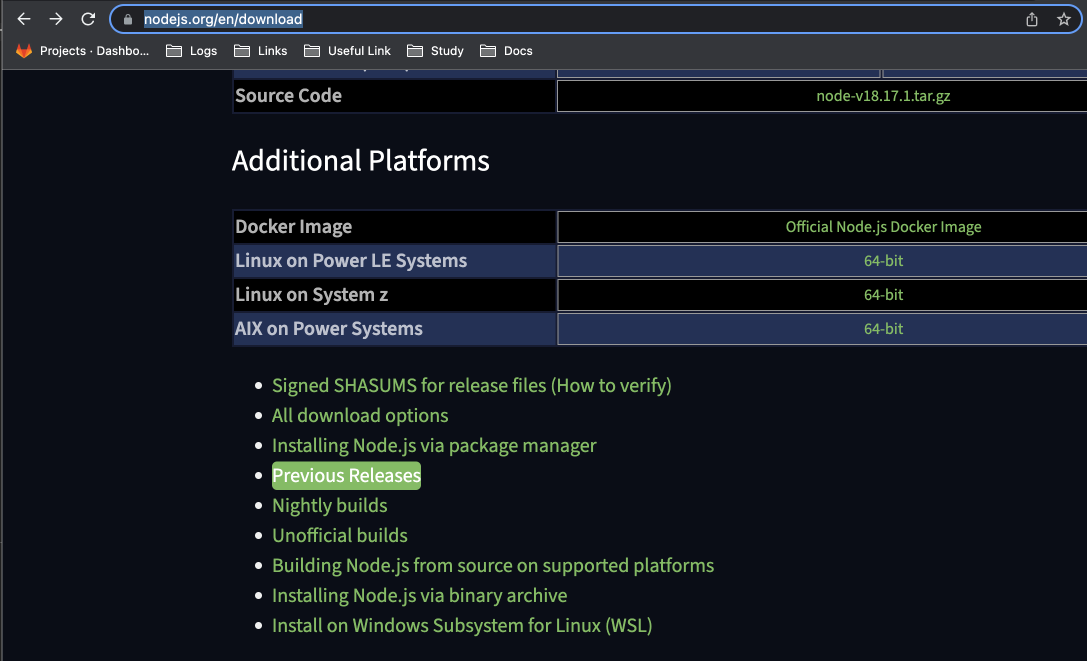 nodejs.org/en/download
Projects · Dashbo... Logs Links Useful Link Study Docs
Source Code node-v18.17.1.tar.gz
Additional Platforms
Docker Image Official Node.js Docker Image
Linux on Power LE Systems 64-bit
Linux on System z 64-bit
AIX on Power Systems 64-bit
Signed SHASUMS for release files (How to verify)
All download options
Installing Node.js via package manager
Previous Releases
Nightly builds
Unofficial builds
Building Node.js from source on supported platforms
Installing Node.js via binary archive
Install on Windows Subsystem for Linux (WSL)